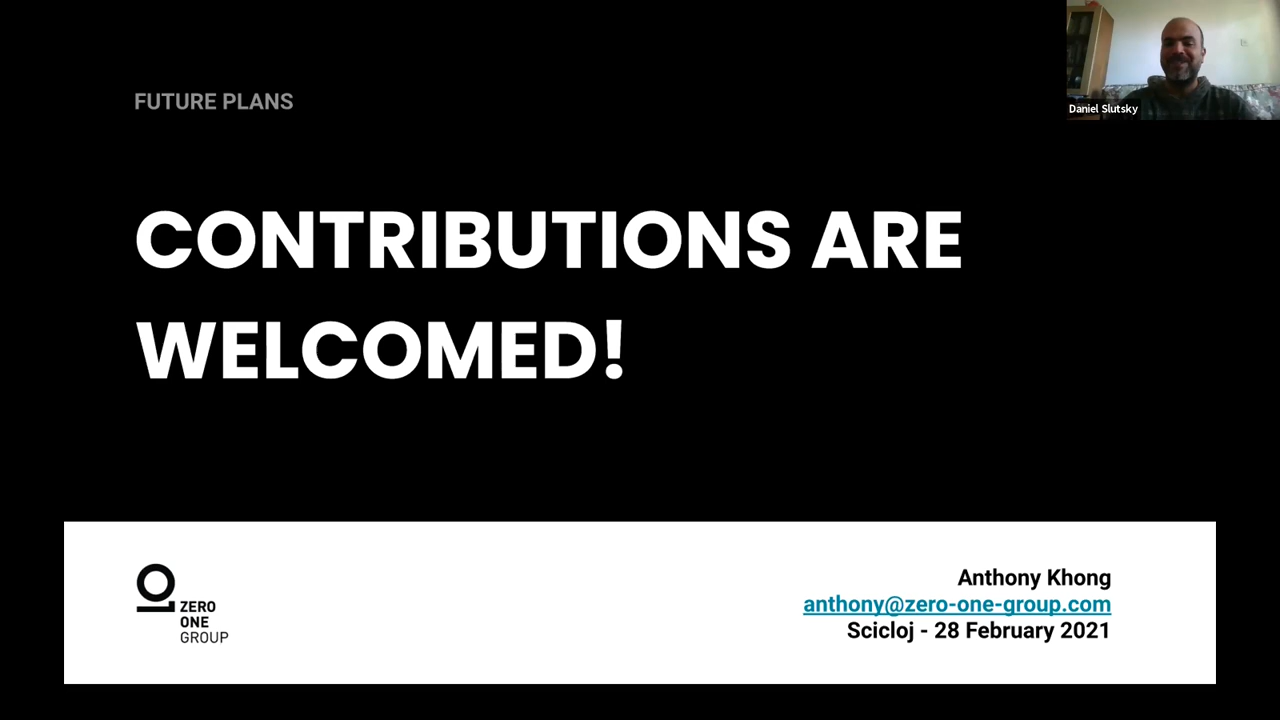 FUTURE PLANS
Daniel Slutsky
CONTRIBUTIONS ARE
WELCOMED!
ZERO
ONE
GROUP
Anthony Khong
anthony@zero-one-group.com
Scicloj - 28 February 2021